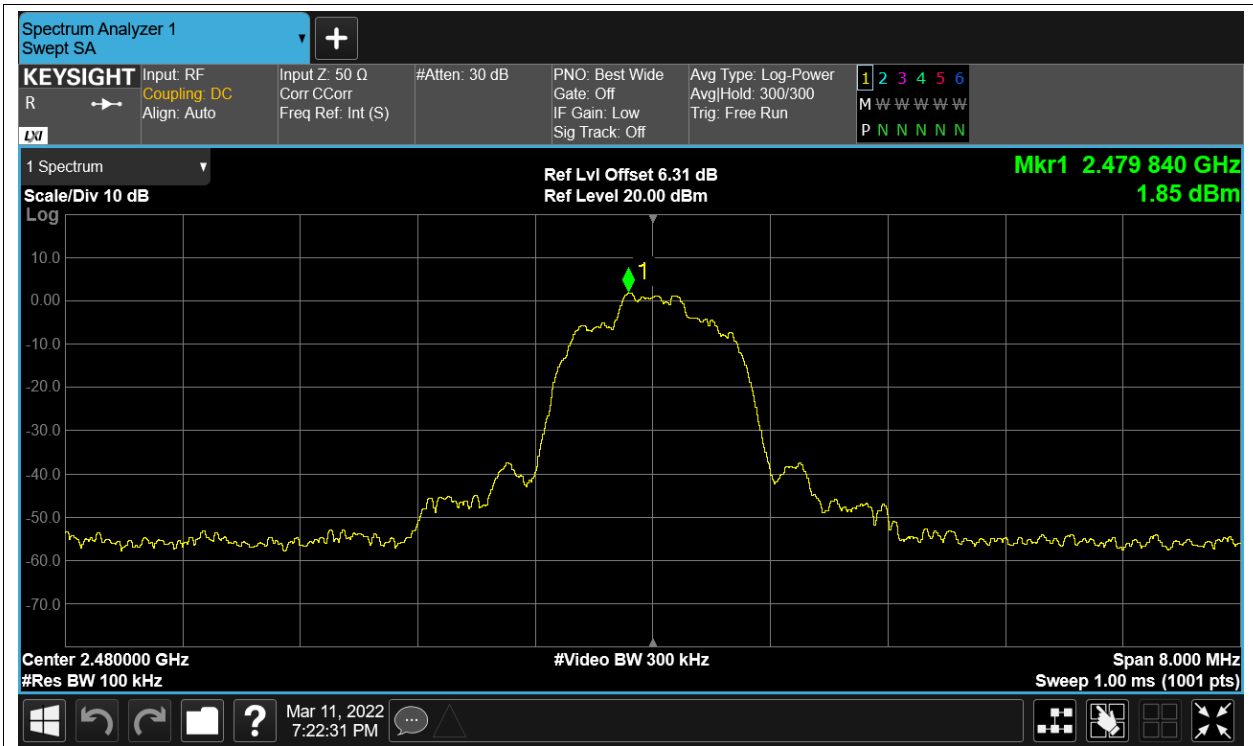 Spectrum Analyzer 1
Swept SA
KEYSIGHT
R
LXI
Input: RF
Coupling: DC
Align: Auto
Input Z: 50 Ω
Corr CCorr
Freq Ref: Int (S)
#Atten: 30 dB
PNO: Best Wide
Gate: Off
IF Gain: Low
Sig Track: Off
Avg Type: Log-Power
Avg|Hold: 300/300
Trig: Free Run
1 2 3 4 5 6
M W W W W W
P N N N N N
1 Spectrum
Scale/Div 10 dB
Log
Ref Lvl Offset 6.31 dB
Ref Level 20.00 dBm
Mkr1 2.479 840 GHz
1.85 dBm
10.0
0.00
-10.0
-20.0
-30.0
-40.0
-50.0
-60.0
-70.0
1
Center 2.480000 GHz
#Res BW 100 kHz
#Video BW 300 kHz
Span 8.000 MHz
Sweep 1.00 ms (1001 pts)
?
Mar 11, 2022
7:22:31 PM